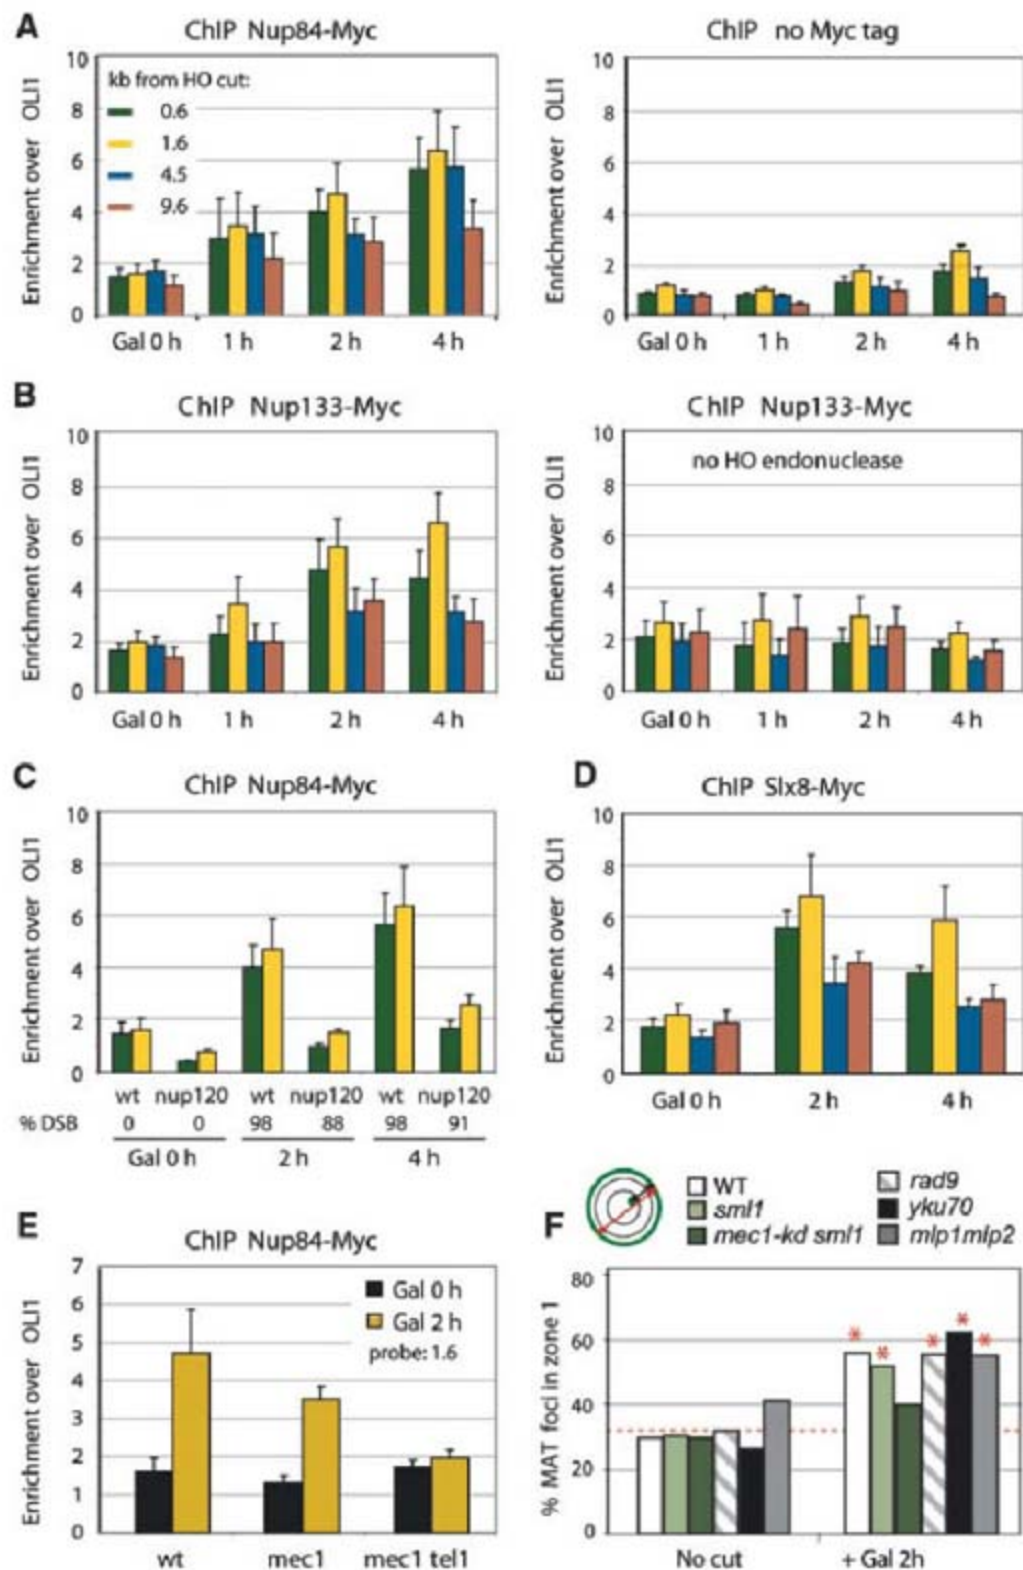 A
ChIP Nup84-Myc
Enrichment over OLI1
10
8
6
4
2
0
kb from HO cut:
0.6
1.6
4.5
9.6
Gal 0 h 1 h 2 h 4 h
ChIP no Myc tag
Enrichment over OLI1
10
8
6
4
2
0
Gal 0 h 1 h 2 h 4 h
B
ChIP Nup133-Myc
Enrichment over OLI1
10
8
6
4
2
0
Gal 0 h 1 h 2 h 4 h
ChIP Nup133-Myc
no HO endonuclease
Enrichment over OLI1
10
8
6
4
2
0
Gal 0 h 1 h 2 h 4 h
C
ChIP Nup84-Myc
Enrichment over OLI1
10
8
6
4
2
0
wt nup120 wt nup120 wt nup120
% DSB 0 0 98 88 98 91
Gal 0 h 2 h 4 h
D
ChIP Slx8-Myc
Enrichment over OLI1
10
8
6
4
2
0
Gal 0 h 2 h 4 h
E
ChIP Nup84-Myc
Enrichment over OLI1
7
6
5
4
3
2
1
0
Gal 0 h
Gal 2 h
probe: 1.6
wt mec1 mec1 tel1
F
WT
sml1
mec1-kd sml1
rad9
yku70
mlp1mlp2
% MAT foci in zone 1
80
60
40
20
0
* * * * *
No cut + Gal 2h